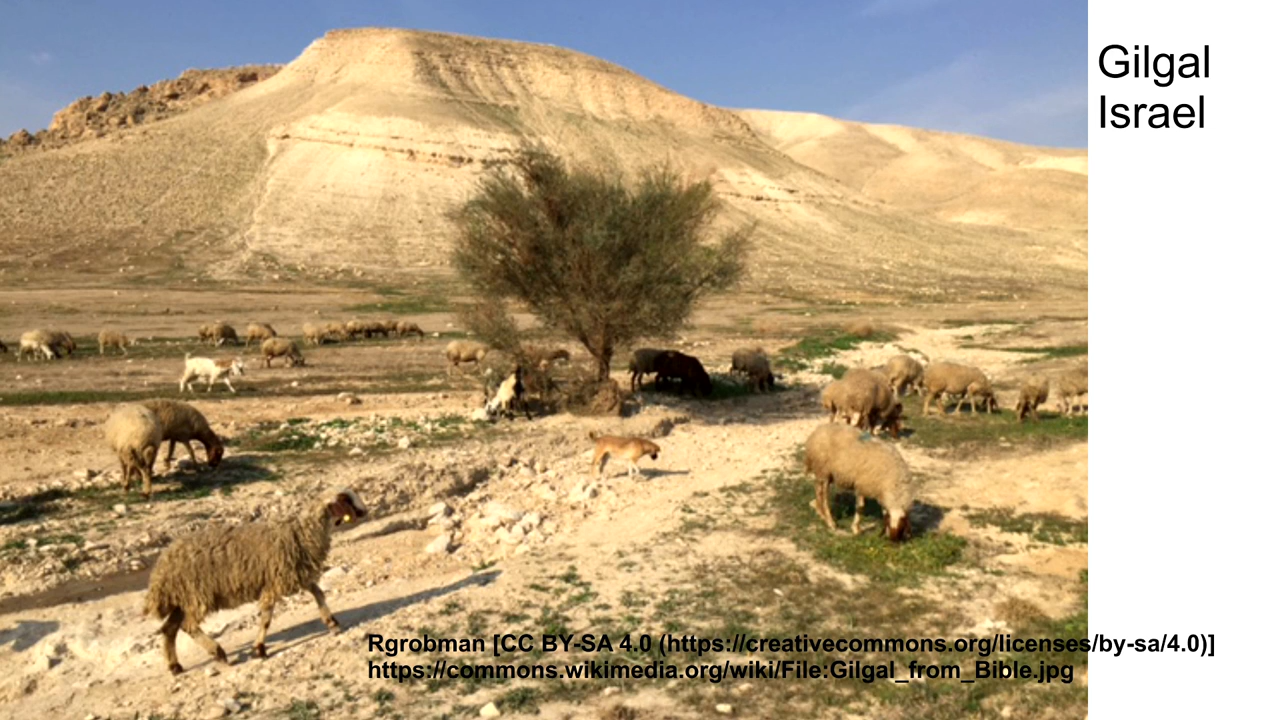 Gilgal
Israel
Rgrobman [CC BY-SA 4.0 (https://creativecommons.org/licenses/by-sa/4.0)]
https://commons.wikimedia.org/wiki/File:Gilgal_from_Bible.jpg